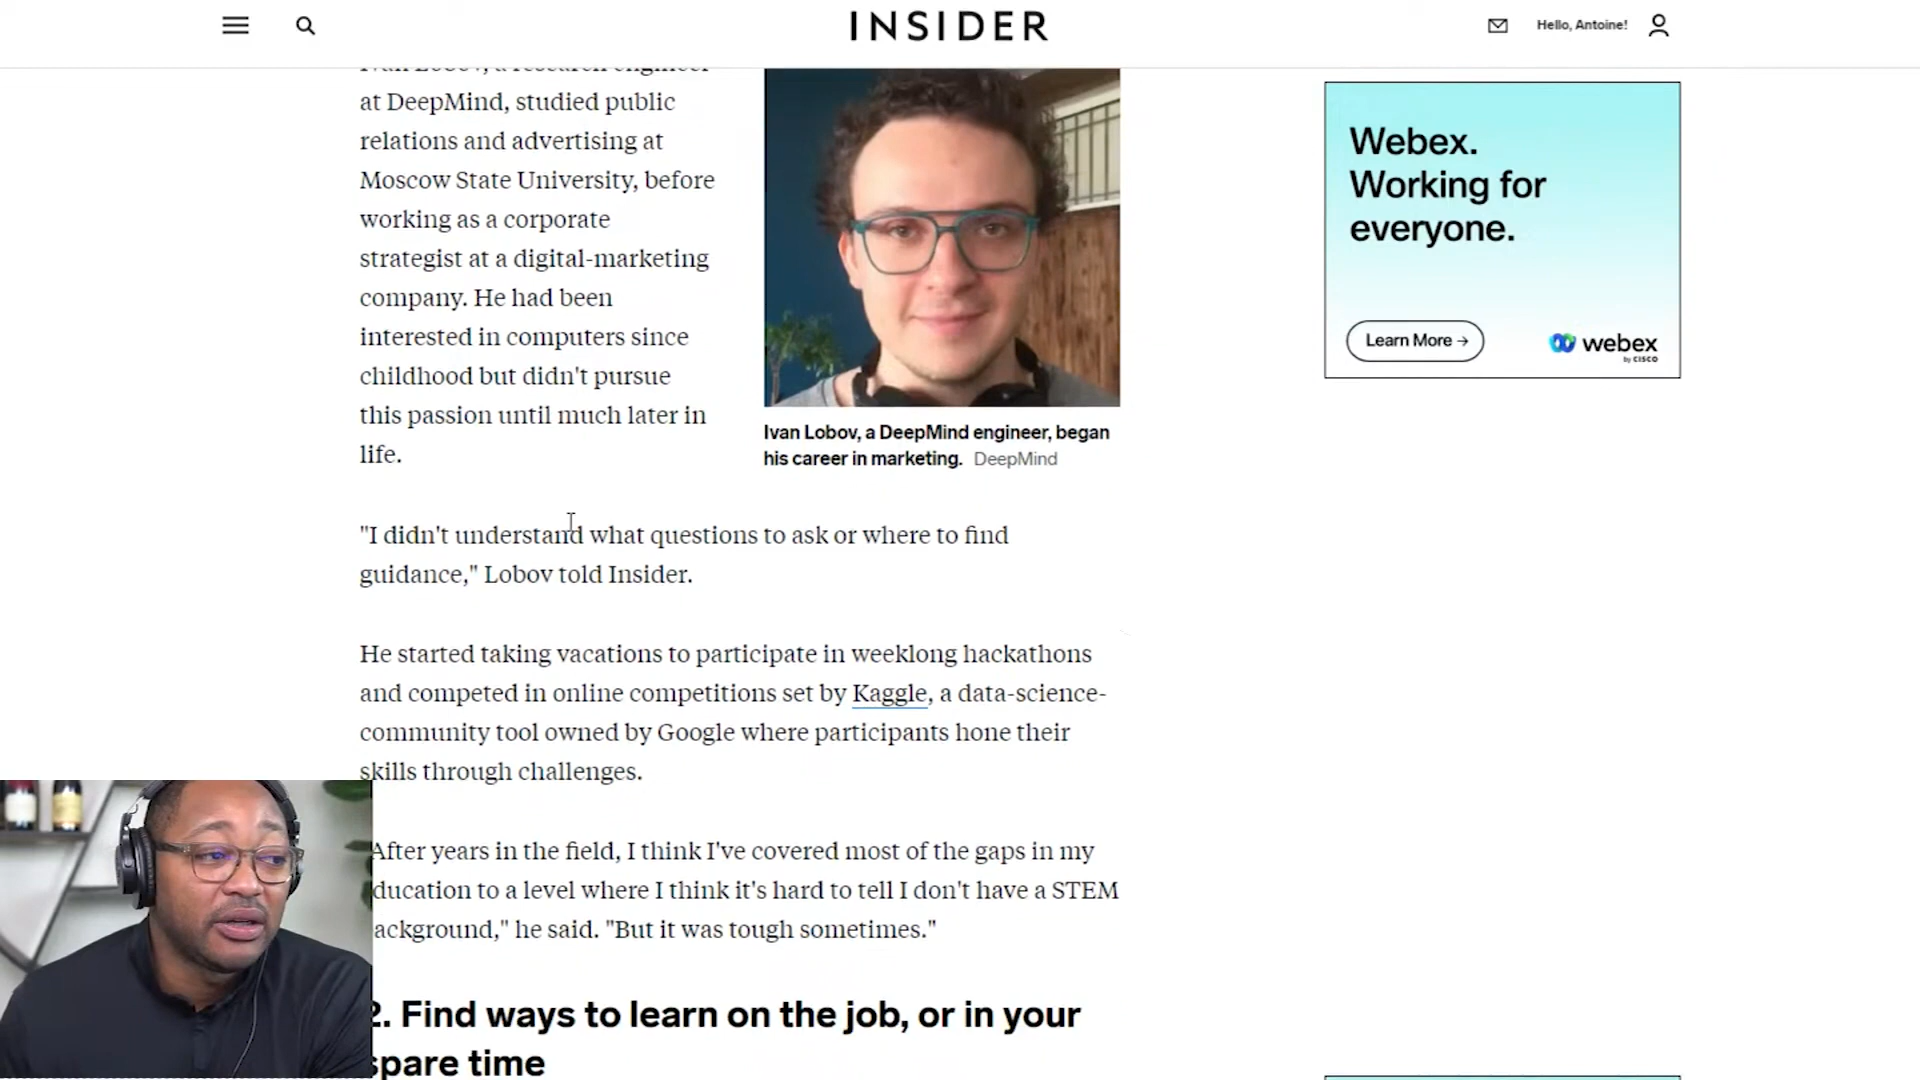 INSIDER
Hello, Antoine!
at DeepMind, studied public
relations and advertising at
Moscow State University, before
working as a corporate
strategist at a digital-marketing
company. He had been
interested in computers since
childhood but didn't pursue
this passion until much later in
life.
Ivan Lobov, a DeepMind engineer, began
his career in marketing. DeepMind
"I didn't understand what questions to ask or where to find
guidance," Lobov told Insider.
He started taking vacations to participate in weeklong hackathons
and competed in online competitions set by Kaggle, a data-science-
community tool owned by Google where participants hone their
skills through challenges.
After years in the field, I think I've covered most of the gaps in my
ducation to a level where I think it's hard to tell I don't have a STEM
ackground," he said. "But it was tough sometimes."
2. Find ways to learn on the job, or in your
spare time
Webex.
Working for
everyone.
Learn More →
webex
by CISCO